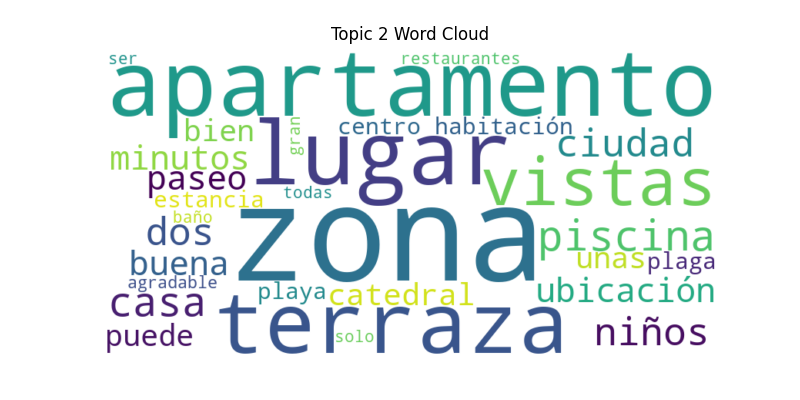 Topic 2 Word Cloud
ser
restaurantes
apartamento
bien
gran
centro
habitación
lugar
ciudad
minutos
paseo
vistas
estancia
todas
baño
zona
dos
piscina
buena
unas
plaga
agradable
casa
playa
catedral
ubicación
terraza
puede
solo
niños